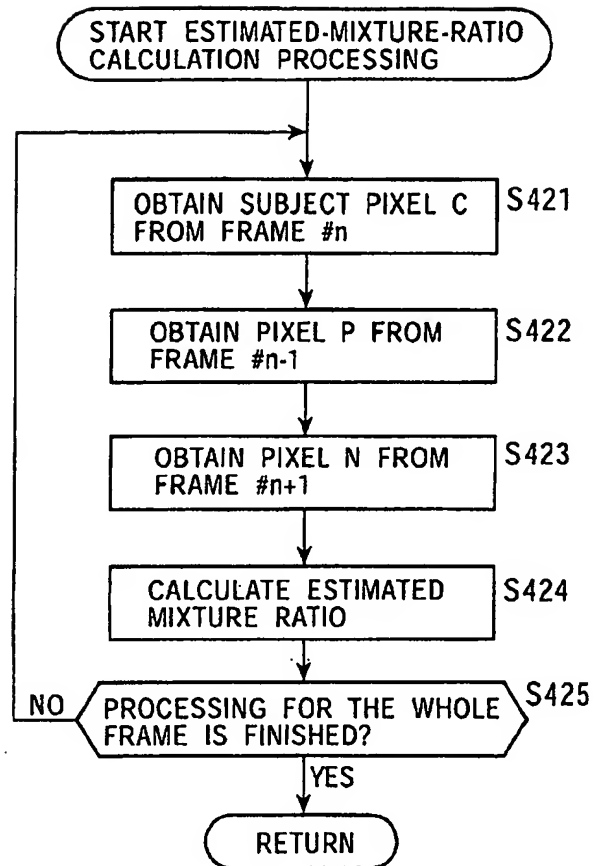 START ESTIMATED-MIXTURE-RATIO
CALCULATION PROCESSING
OBTAIN SUBJECT PIXEL C
FROM FRAME #n
S421
OBTAIN PIXEL P FROM
FRAME #n-1
S422
OBTAIN PIXEL N FROM
FRAME #n+1
S423
CALCULATE ESTIMATED
MIXTURE RATIO
S424
NO
PROCESSING FOR THE WHOLE
FRAME IS FINISHED?
S425
YES
RETURN